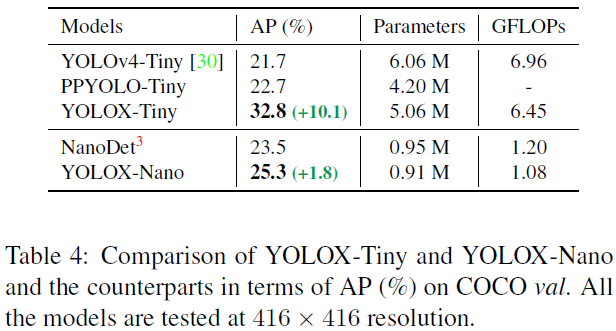 Models AP (%) Parameters GFLOPs
YOLOv4-Tiny [30] 21.7 6.06 M 6.96
PPYOLO-Tiny 22.7 4.20 M -
YOLOX-Tiny 32.8 (+10.1) 5.06 M 6.45
NanoDet3 23.5 0.95 M 1.20
YOLOX-Nano 25.3 (+1.8) 0.91 M 1.08
Table 4: Comparison of YOLOX-Tiny and YOLOX-Nano
and the counterparts in terms of AP (%) on COCO val. All
the models are tested at 416 × 416 resolution.